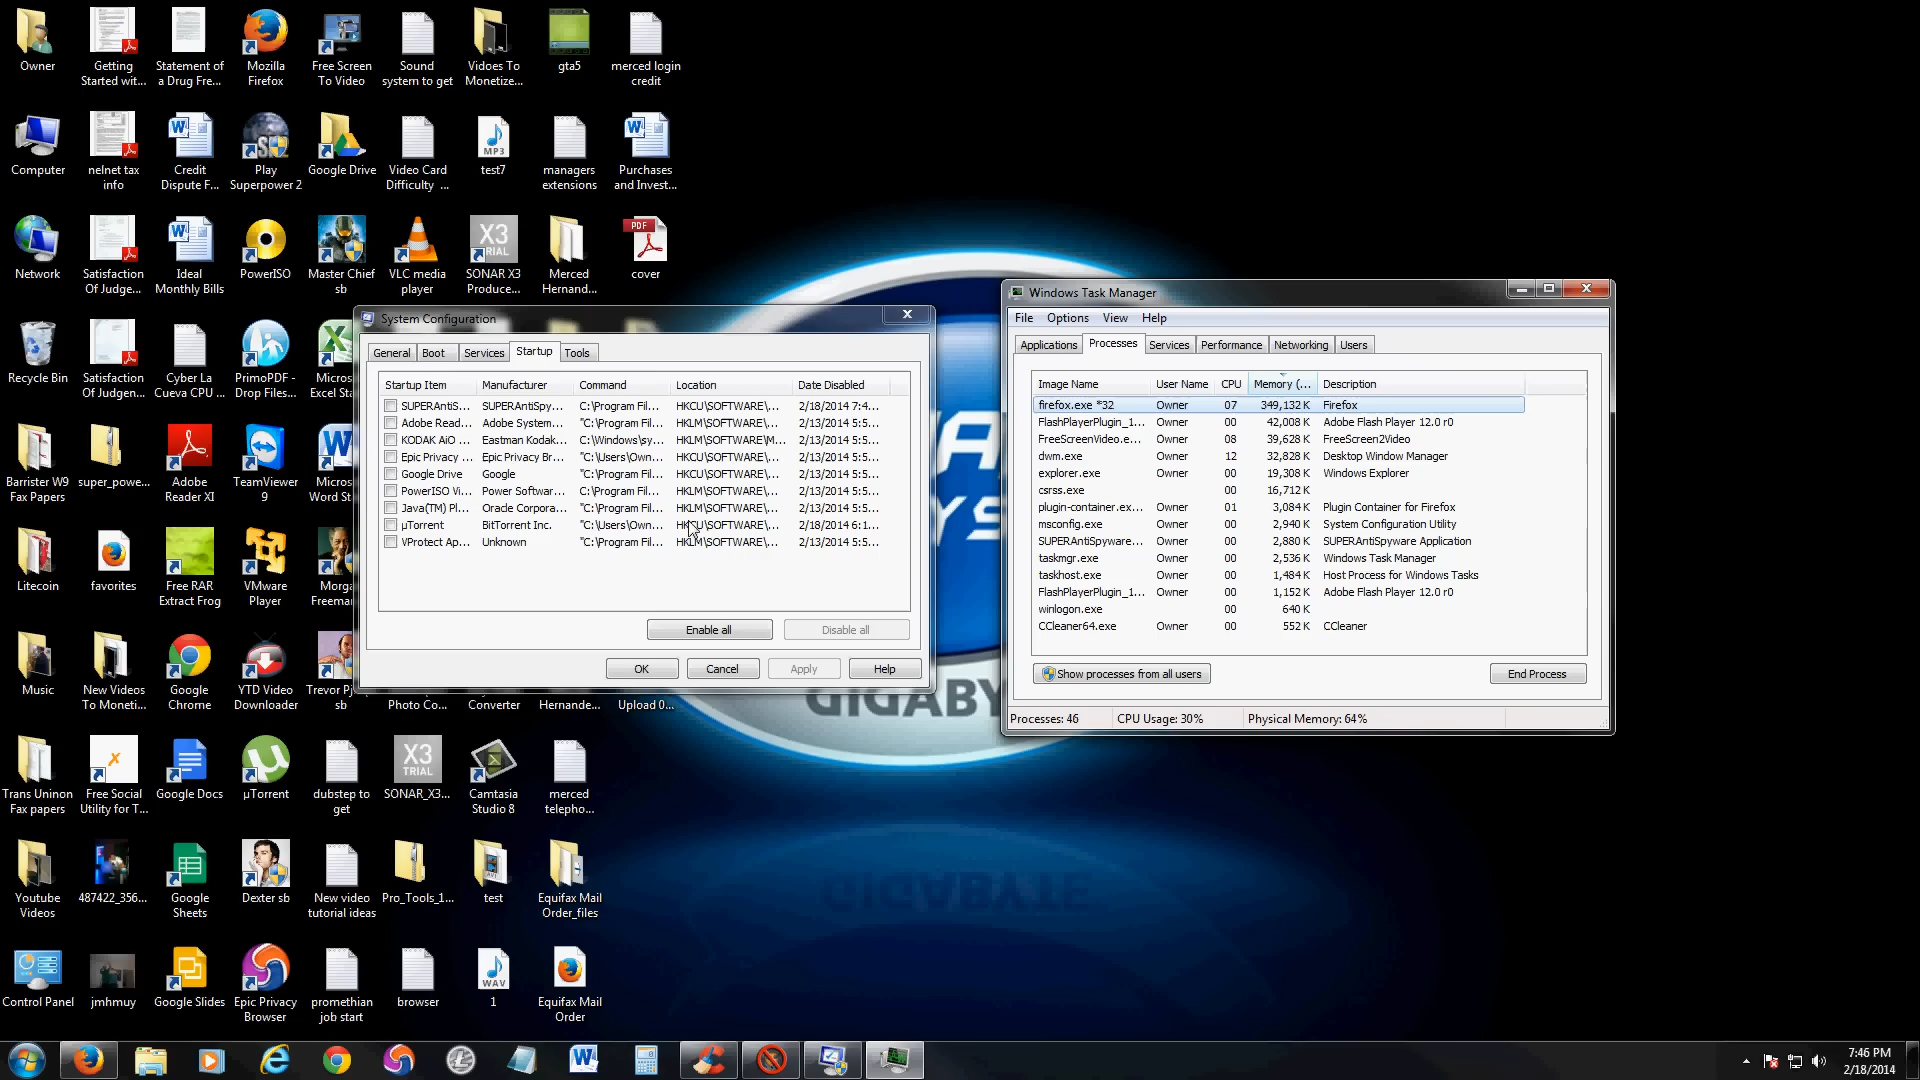 Owner
Getting
Started wit...
Statement of
a Drug Fre...
Mozilla
Firefox
Free Screen
To Video
Sound
system to get
Vidoes To
Monetize...
gta5
merced login
credit
Computer
nelnet tax
info
Credit
Dispute F...
Play
Superpower 2
Google Drive
Video Card
Difficulty ...
MP3
test7
managers
extensions
Purchases
and Invest...
Network
Satisfaction
Of Judge...
Ideal
Monthly Bills
PowerISO
Master Chief
sb
VLC media
player
X3
TRIAL
SONAR X3
Produce...
Merced
Hernand...
PDF
cover
Recycle Bin
Satisfaction
Of Judgen...
Cyber La
Cueva CPU ...
PrimoPDF -
Drop Files...
Micros
Excel Sta
Barrister W9
Fax Papers
super_powe...
Adobe
Reader XI
TeamViewer
9
Micros
Word St
Litecoin
favorites
Free RAR
Extract Frog
VMware
Player
Morga
Freeman
Music
New Videos
To Moneti...
Google
Chrome
YTD Video
Downloader
Trevor Pj
sb
Photo Co...
Converter
Hernande...
Upload 0...
Trans Uninon
Fax papers
Free Social
Utility for T...
Google Docs
µTorrent
dubstep to
get
X3
TRIAL
SONAR_X3...
Camtasia
Studio 8
merced
telepho...
Youtube
Videos
487422_356...
Google
Sheets
Dexter sb
New video
tutorial ideas
Pro_Tools_1...
test
Equifax Mail
Order_files
Control Panel
jmhmuy
Google Slides
Epic Privacy
Browser
promethian
job start
browser
WAV
1
Equifax Mail
Order
System Configuration
General Boot Services Startup Tools
Startup Item Manufacturer Command Location Date Disabled
SUPERAntiS... SUPERAntiSpy... C:\Program Fil... HKCU\SOFTWARE\... 2/18/2014 7:4...
Adobe Read... Adobe System... "C:\Program Fil... HKLM\SOFTWARE\... 2/13/2014 5:5...
KODAK AiO ... Eastman Kodak... C:\Windows\sy... HKLM\SOFTWARE\M... 2/13/2014 5:5...
Epic Privacy ... Epic Privacy Br... "C:\Users\Own... HKCU\SOFTWARE\... 2/13/2014 5:5...
Google Drive Google "C:\Program Fil... HKCU\SOFTWARE\... 2/13/2014 5:5...
PowerISO Vi... Power Softwar... C:\Program Fil... HKLM\SOFTWARE\... 2/13/2014 5:5...
Java(TM) Pl... Oracle Corpora... "C:\Program Fil... HKLM\SOFTWARE\... 2/13/2014 5:5...
µTorrent BitTorrent Inc. "C:\Users\Own... HKCU\SOFTWARE\... 2/18/2014 6:1...
VProtect Ap... Unknown "C:\Program Fil... HKLM\SOFTWARE\... 2/13/2014 5:5...
Enable all Disable all
OK Cancel Apply Help
Windows Task Manager
File Options View Help
Applications Processes Services Performance Networking Users
Image Name User Name CPU Memory (... Description
firefox.exe *32 Owner 07 349,132 K Firefox
FlashPlayerPlugin_1... Owner 00 42,008 K Adobe Flash Player 12.0 r0
FreeScreenVideo.e... Owner 08 39,628 K FreeScreen2Video
dwm.exe Owner 12 32,828 K Desktop Window Manager
explorer.exe Owner 00 19,308 K Windows Explorer
csrss.exe 00 16,712 K
plugin-container.ex... Owner 01 3,084 K Plugin Container for Firefox
msconfig.exe Owner 00 2,940 K System Configuration Utility
SUPERAntiSpyware... Owner 00 2,880 K SUPERAntiSpyware Application
taskmgr.exe Owner 00 2,536 K Windows Task Manager
taskhost.exe Owner 00 1,484 K Host Process for Windows Tasks
FlashPlayerPlugin_1... Owner 00 1,152 K Adobe Flash Player 12.0 r0
winlogon.exe 00 640 K
CCleaner64.exe Owner 00 552 K CCleaner
Show processes from all users End Process
Processes: 46 CPU Usage: 30% Physical Memory: 64%
GIGABY
7:46 PM
2/18/2014